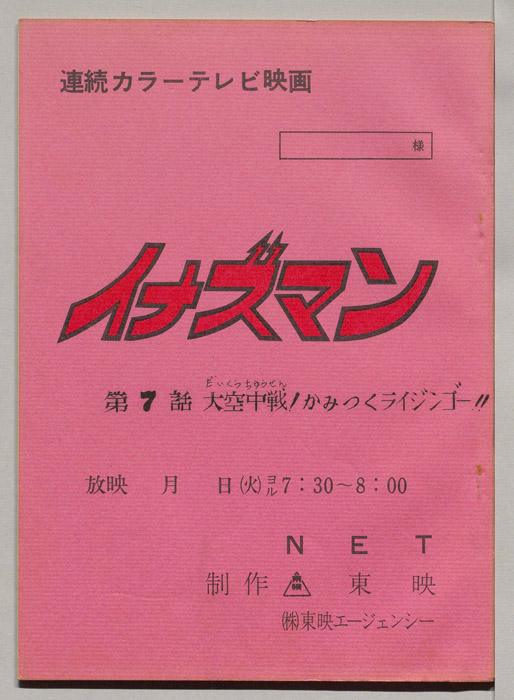 連続カラーテレビ映画
様
イナズマン
だいくうちゅうせん
第7話 大空中戦!かみつくライジンゴー!!
放映 月 日(火)ヨル7:30~8:00
NET
制作 東映 東映
㈱東映エージェンシー